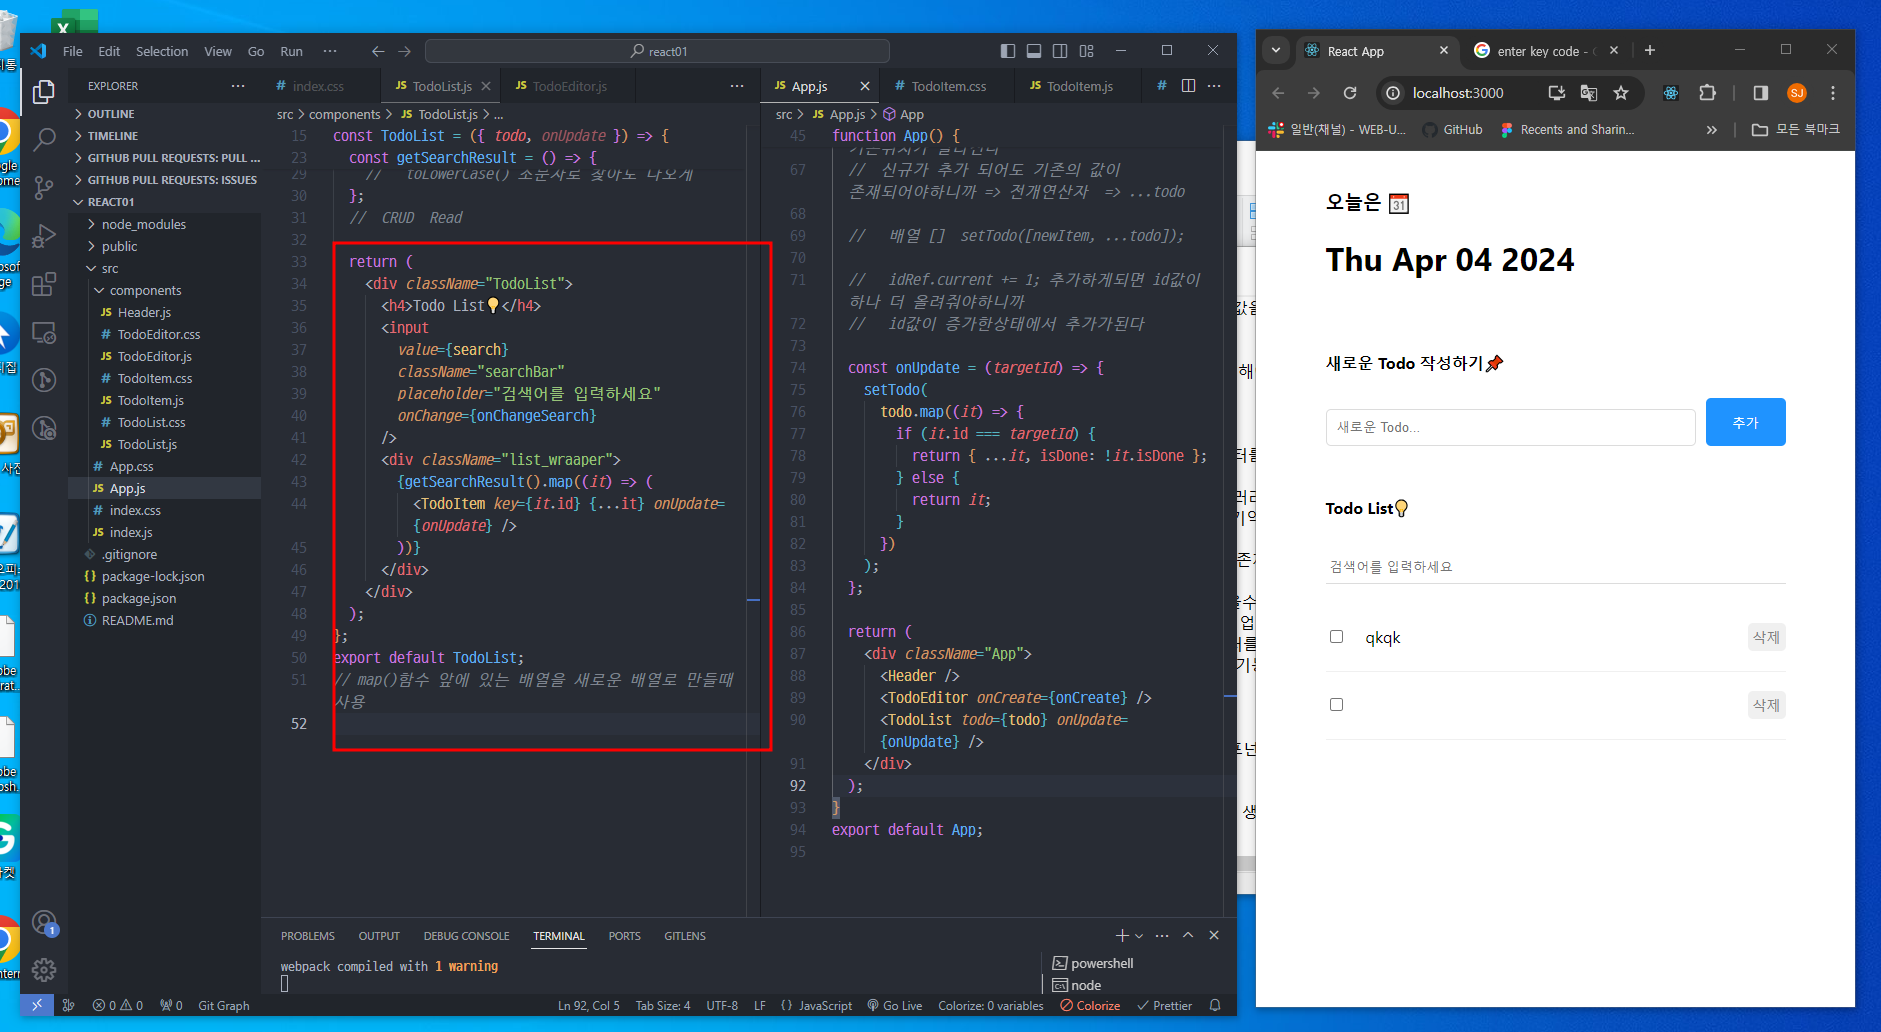 File Edit Selection View Go Run ···
react01
EXPLORER ···
OUTLINE
TIMELINE
GITHUB PULL REQUESTS: PULL ...
GITHUB PULL REQUESTS: ISSUES
REACT01
node_modules
public
src
components
JS Header.js
# TodoEditor.css
JS TodoEditor.js
# TodoItem.css
JS TodoItem.js
# TodoList.css
JS TodoList.js
# App.css
JS App.js
# index.css
JS index.js
.gitignore
{} package-lock.json
{} package.json
README.md
# index.css JS TodoList.js JS TodoEditor.js ···
src > components > JS TodoList.js > ...
15 const TodoList = ({ todo, onUpdate }) => {
23 const getSearchResult = () => {
29 // toLowerCase() 소문자로 찾아도 나오게
30 };
31 // CRUD Read
32
33 return (
34 <div className="TodoList">
35 <h4>Todo List💡</h4>
36 <input
37 value={search}
38 className="searchBar"
39 placeholder="검색어를 입력하세요"
40 onChange={onChangeSearch}
41 />
42 <div className="list_wraaper">
43 {getSearchResult().map((it) => (
44 <TodoItem key={it.id} {...it} onUpdate=
{onUpdate} />
45 ))}
46 </div>
47 </div>
48 );
49 };
50 export default TodoList;
51 // map()함수 앞에 있는 배열을 새로운 배열로 만들때
사용
52
JS App.js # TodoItem.css JS TodoItem.js # ···
src > JS App.js > App
45 function App() {
67 // 신규가 추가 되어도 기존의 값이
존재되어야하니까 => 전개연산자 => ...todo
68
69 // 배열 [] setTodo([newItem, ...todo]);
70
71 // idRef.current += 1; 추가하게되면 id값이
하나 더 올려줘야하니까
72 // id값이 증가한상태에서 추가가된다
73
74 const onUpdate = (targetId) => {
75 setTodo(
76 todo.map((it) => {
77 if (it.id === targetId) {
78 return { ...it, isDone: !it.isDone };
79 } else {
80 return it;
81 }
82 })
83 );
84 };
85
86 return (
87 <div className="App">
88 <Header />
89 <TodoEditor onCreate={onCreate} />
90 <TodoList todo={todo} onUpdate=
{onUpdate} />
91 </div>
92 );
93 }
94 export default App;
95
PROBLEMS OUTPUT DEBUG CONSOLE TERMINAL PORTS GITLENS
webpack compiled with 1 warning
powershell
node
1
0 0 0 Git Graph Ln 92, Col 5 Tab Size: 4 UTF-8 LF {} JavaScript Go Live Colorize: 0 variables Colorize Prettier
React App enter key code -
localhost:3000
SJ
일반(채널) - WEB-U... GitHub Recents and Sharin... » 모든 북마크
오늘은 📅
31
Thu Apr 04 2024
새로운 Todo 작성하기📌
새로운 Todo...
추가
Todo List💡
검색어를 입력하세요
qkqk 삭제
삭제